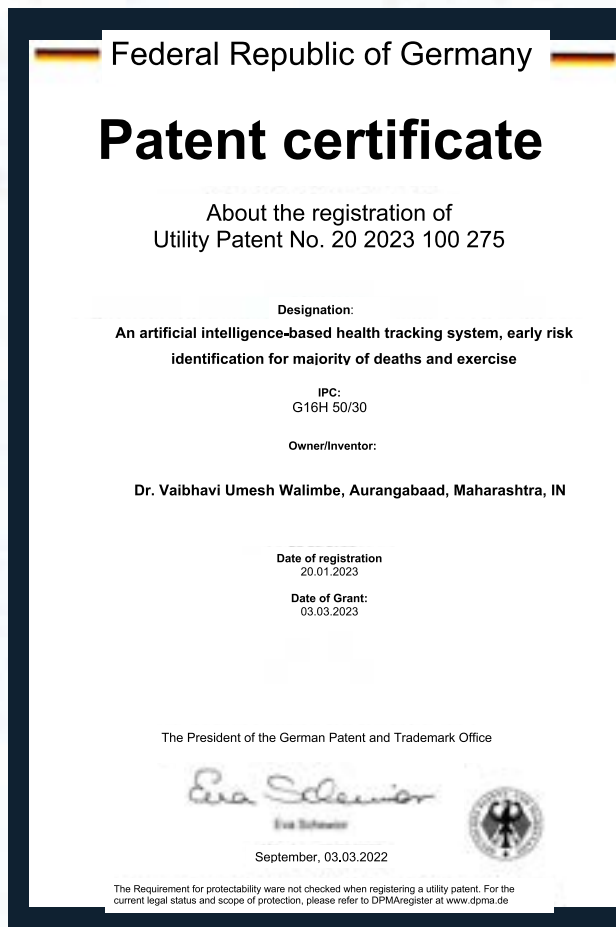 Federal Republic of Germany
Patent certificate
About the registration of
Utility Patent No. 20 2023 100 275
Designation:
An artificial intelligence-based health tracking system, early risk
identification for majority of deaths and exercise
IPC:
G16H 50/30
Owner/Inventor:
Dr. Vaibhavi Umesh Walimbe, Aurangabaad, Maharashtra, IN
Date of registration
20.01.2023
Date of Grant:
03.03.2023
The President of the German Patent and Trademark Office
Eva Schewior
Eva Schewior
September, 03.03.2022
The Requirement for protectability ware not checked when registering a utility patent. For the
current legal status and scope of protection, please refer to DPMAregister at www.dpma.de